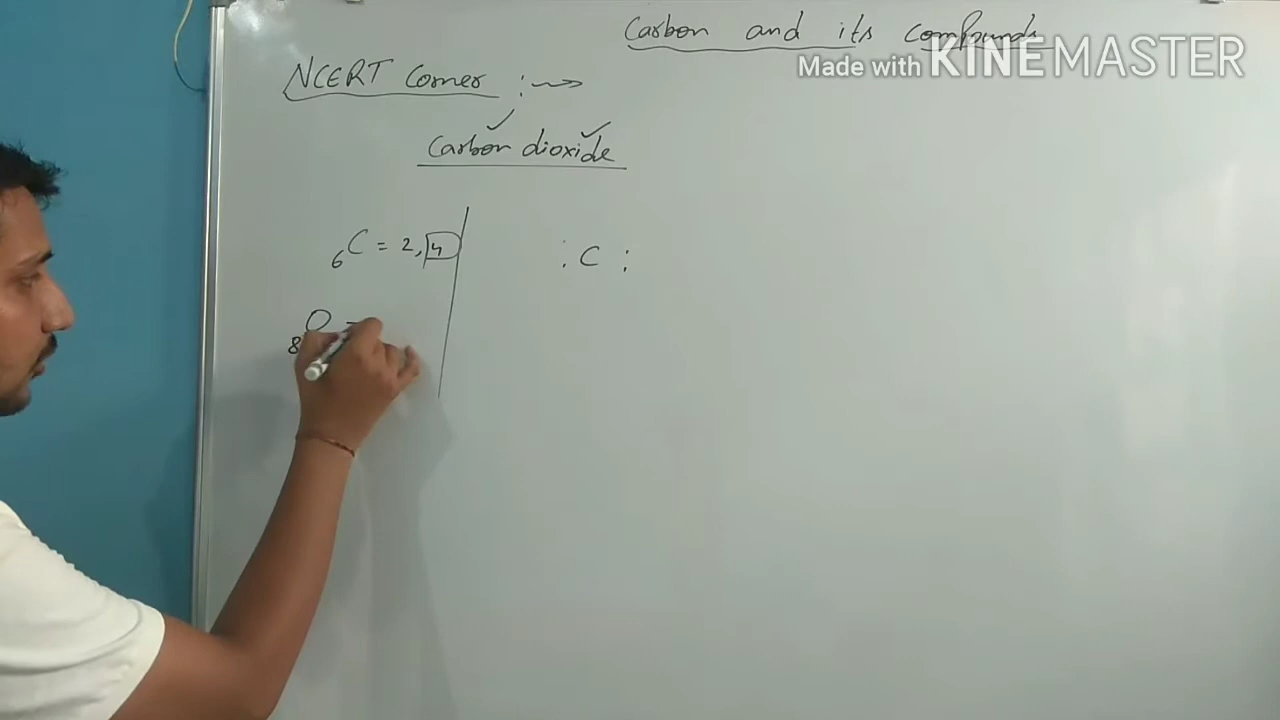 Carbon and its compounds
Made with KINEMASTER
NCERT Corner :→
Carbon dioxide
₆C = 2, 4
: C :
₈O =